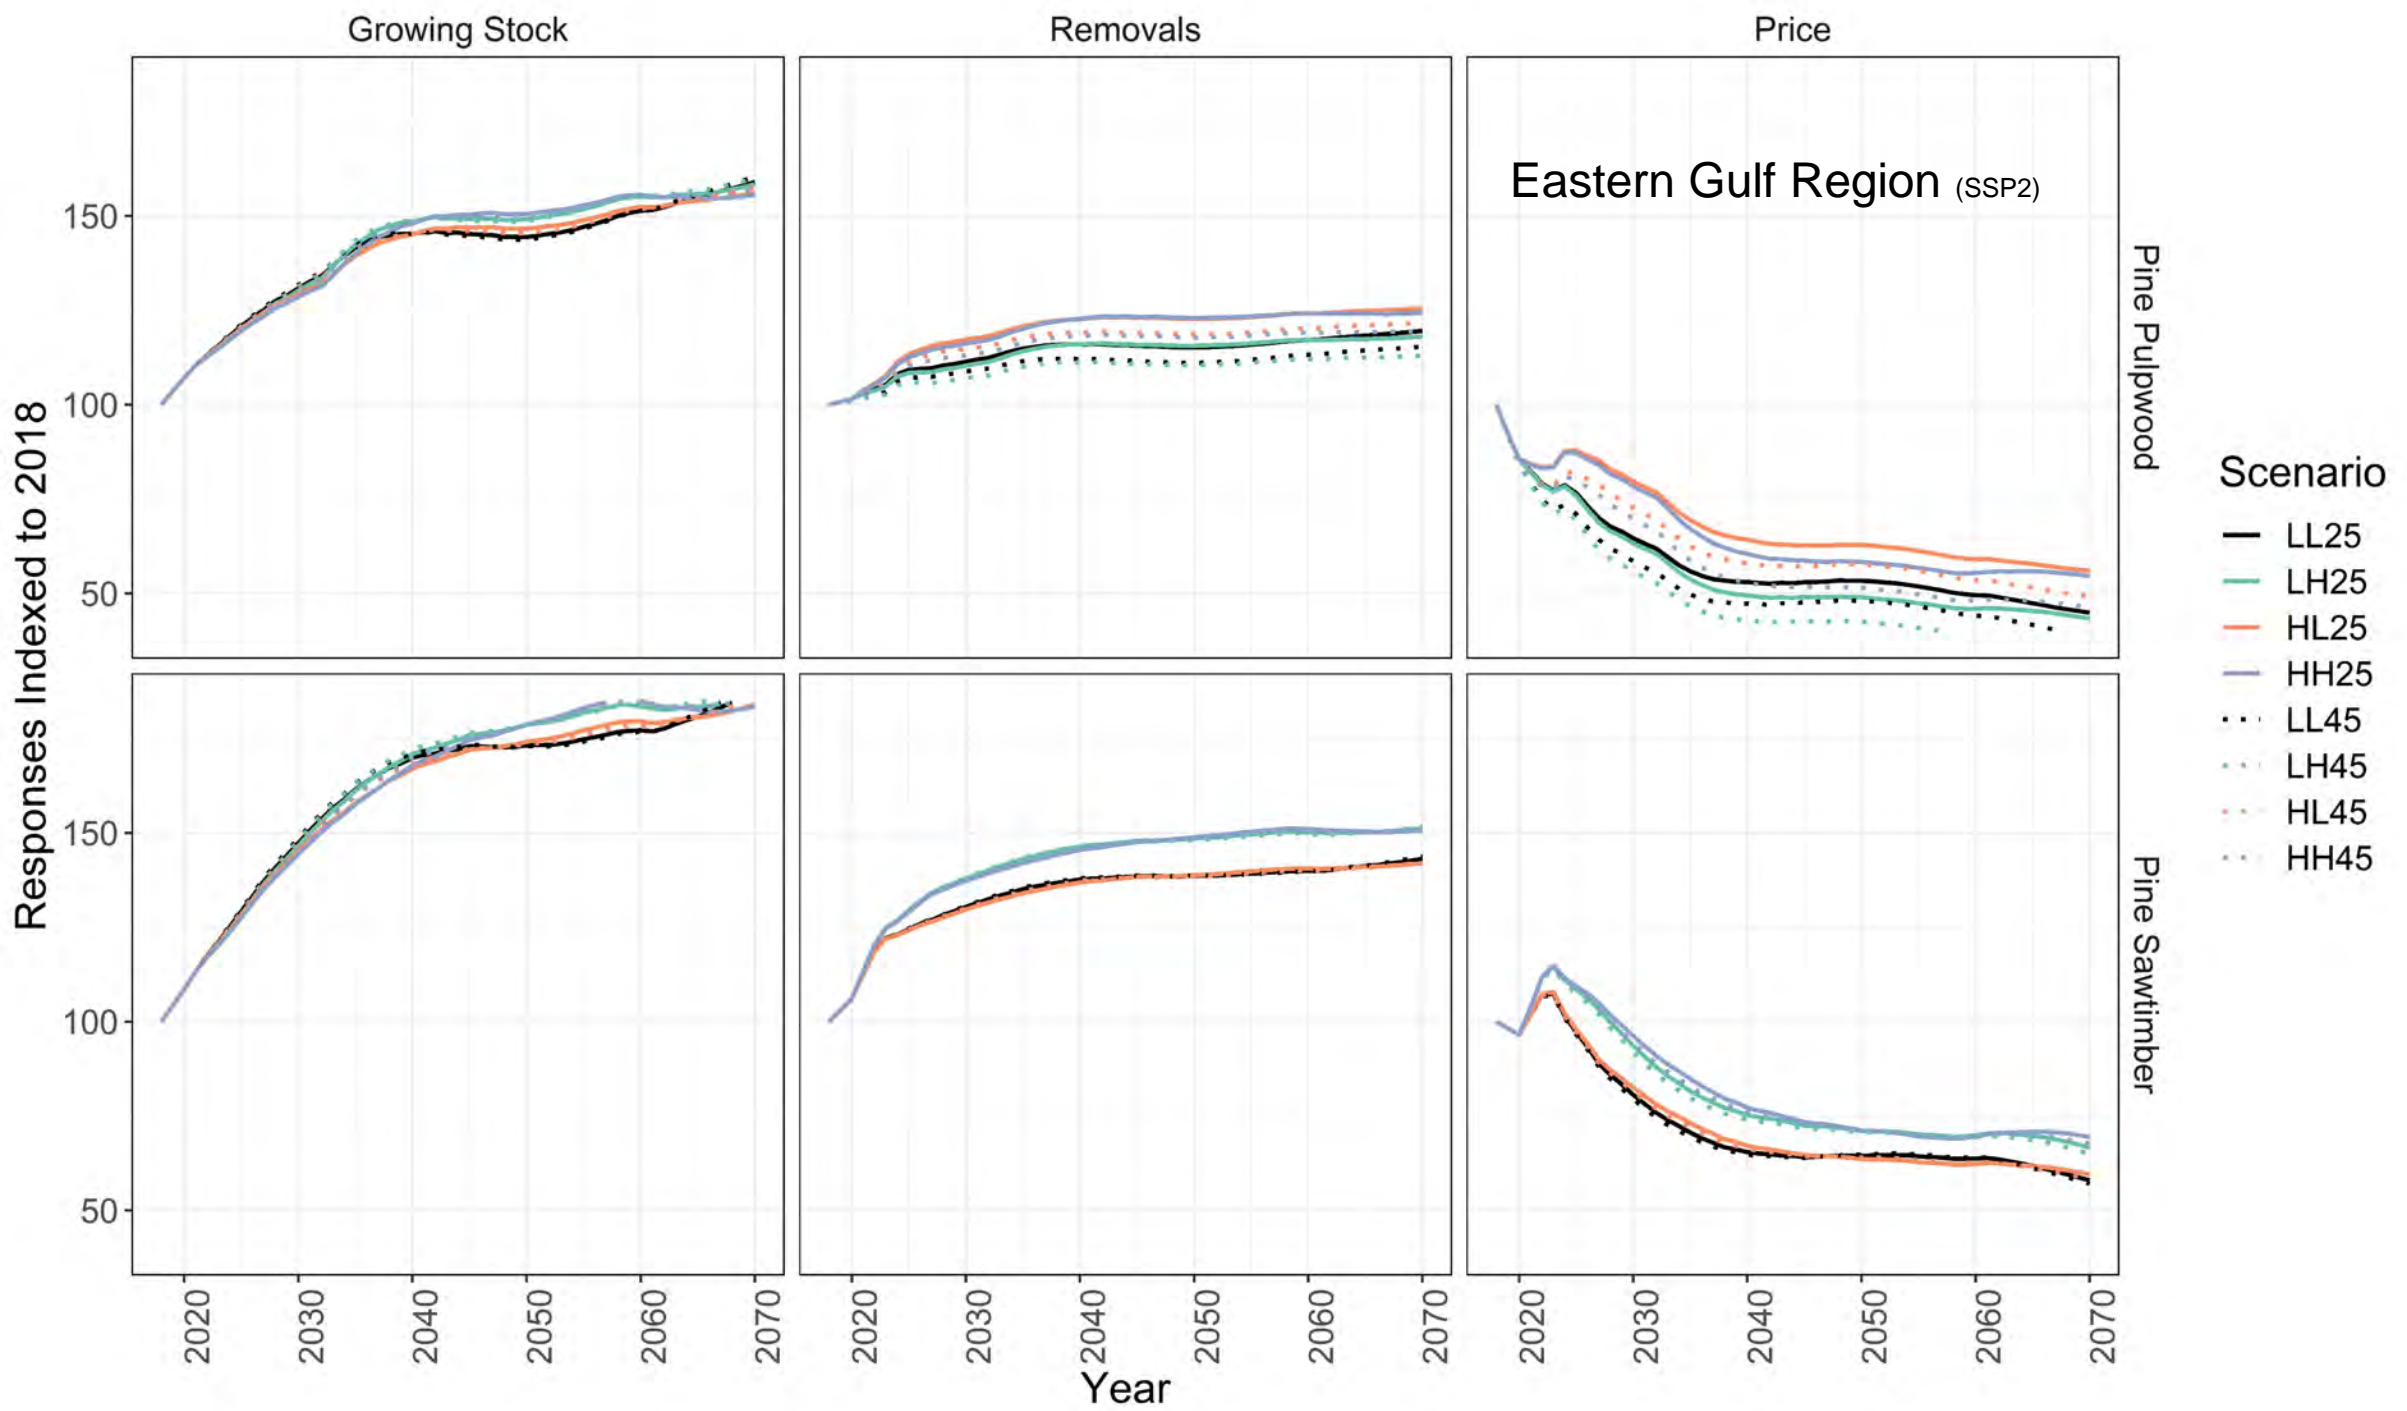 Growing Stock
Removals
Price
Eastern Gulf Region (SSP2)
Responses Indexed to 2018
150
100
50
Pine Pulpwood
150
100
50
Pine Sawtimber
2020 2030 2040 2050 2060 2070
2020 2030 2040 2050 2060 2070
2020 2030 2040 2050 2060 2070
Year
Scenario
LL25
LH25
HL25
HH25
LL45
LH45
HL45
HH45